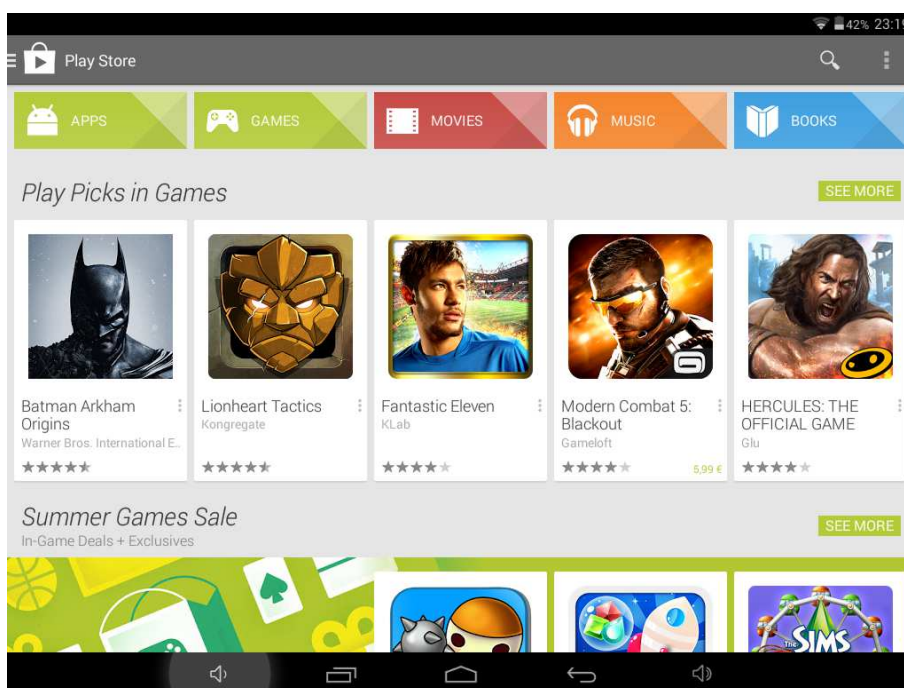 42% 23:19
Play Store
APPS
GAMES
MOVIES
MUSIC
BOOKS
Play Picks in Games
SEE MORE
Batman Arkham
Origins
Warner Bros. International E..
Lionheart Tactics
Kongregate
Fantastic Eleven
KLab
Modern Combat 5:
Blackout
Gameloft
5,99 €
HERCULES: THE
OFFICIAL GAME
Glu
Summer Games Sale
In-Game Deals + Exclusives
SEE MORE
The SIMS